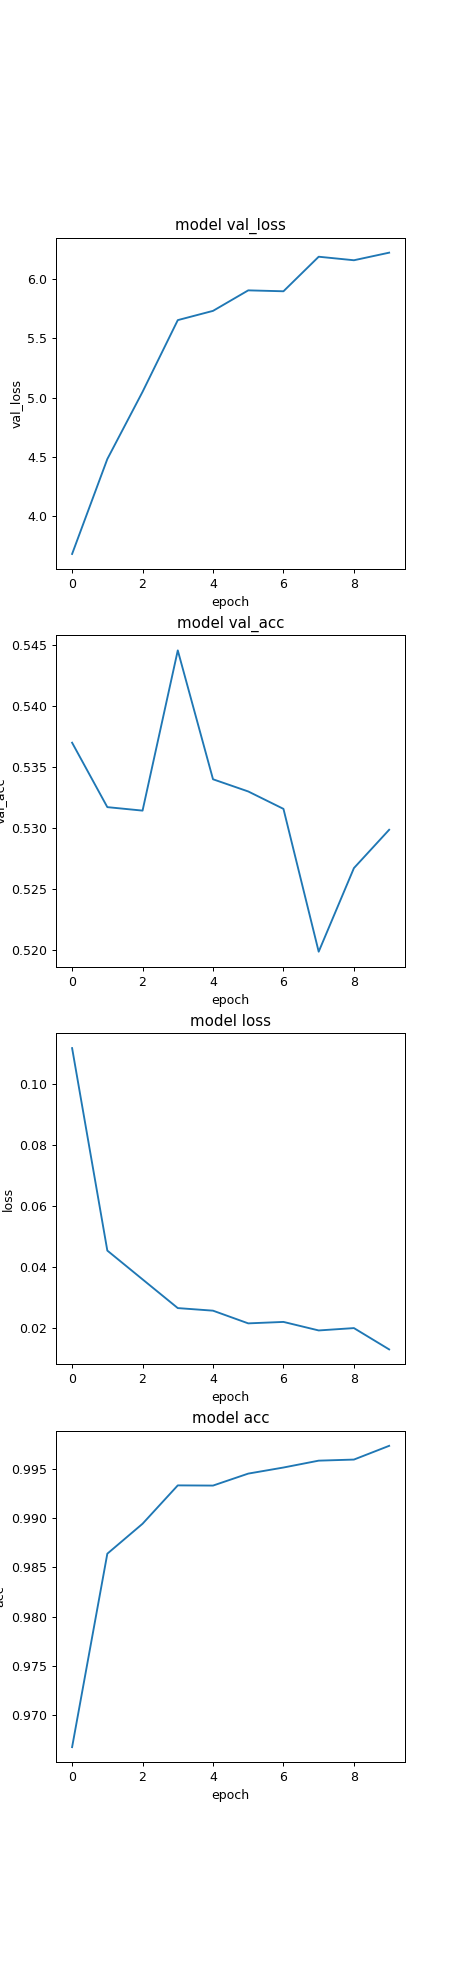 model val_loss
6.0
5.5
5.0
4.5
4.0
val_loss
0 2 4 6 8
epoch
model val_acc
0.545
0.540
0.535
0.530
0.525
0.520
val_acc
0 2 4 6 8
epoch
model loss
0.10
0.08
0.06
0.04
0.02
loss
0 2 4 6 8
epoch
model acc
0.995
0.990
0.985
0.980
0.975
0.970
acc
0 2 4 6 8
epoch